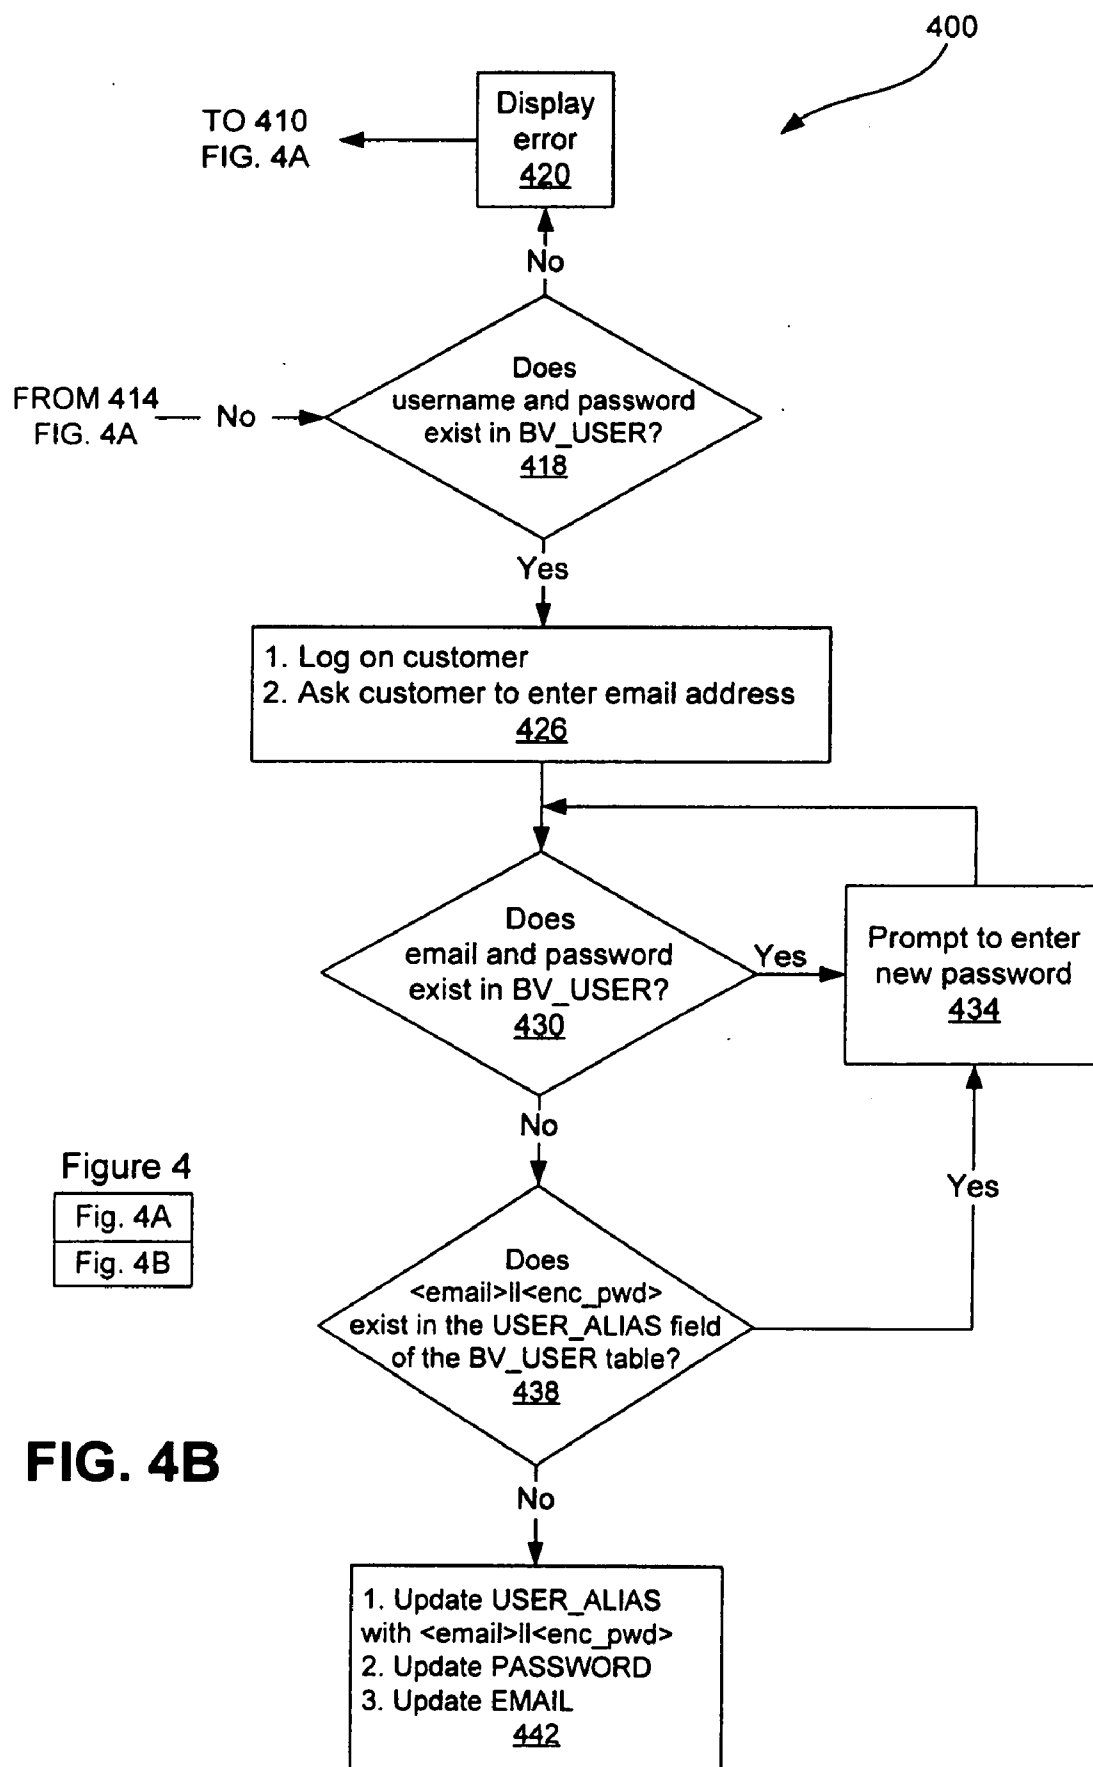 400
Display
error
420
TO 410
FIG. 4A
No
Does
username and password
exist in BV_USER?
418
FROM 414
FIG. 4A
No
Yes
1. Log on customer
2. Ask customer to enter email address
426
Does
email and password
exist in BV_USER?
430
Yes
Prompt to enter
new password
434
No
Yes
Figure 4
Fig. 4A
Fig. 4B
Does
<email>ll<enc_pwd>
exist in the USER_ALIAS field
of the BV_USER table?
438
FIG. 4B
No
1. Update USER_ALIAS
with <email>ll<enc_pwd>
2. Update PASSWORD
3. Update EMAIL
442